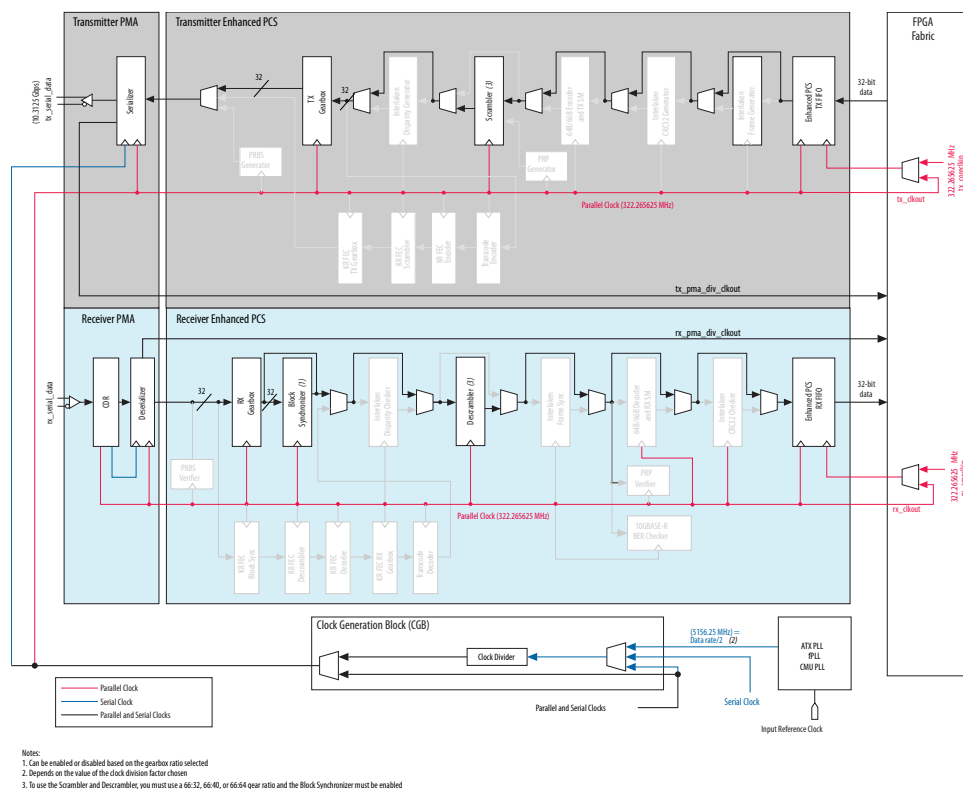 Transmitter PMA
Transmitter Enhanced PCS
FPGA
Fabric
tx_serial_data
(10.3125 Gbps)
Serializer
32
TX
Gearbox
32
Interlaken
Disparity Generator
Scrambler (3)
64B/66B Encoder
and TX SM
Interlaken
CRC32 Generator
Interlaken
Frame Generator
Enhanced PCS
TX FIFO
32-bit
data
PRBS
Generator
PRP
Generator
322.265625 MHz
tx_clkout
Parallel Clock (322.265625 MHz)
KR FEC
TX Gearbox
KR FEC
Scrambler
KR FEC
Encoder
Transcode
Encoder
tx_pma_div_clkout
Receiver PMA
Receiver Enhanced PCS
rx_pma_div_clkout
rx_serial_data
CDR
Deserializer
32
RX
Gearbox
32
Block
Synchronizer (1)
Interlaken
Disparity Checker
Descrambler (3)
Interlaken
Frame Sync
64B/66B Decoder
and RX SM
Interlaken
CRC32 Checker
Enhanced PCS
RX FIFO
32-bit
data
PRBS
Verifier
PRP
Verifier
322.265625 MHz
rx_clkout
Parallel Clock (322.265625 MHz)
10GBASE-R
BER Checker
KR FEC
Block Sync
KR FEC
Descrambler
KR FEC
Decoder
KR FEC RX
Gearbox
Transcode
Decoder
Clock Generation Block (CGB)
(5156.25 MHz) =
Data rate/2 (2)
Clock Divider
ATX PLL
fPLL
CMU PLL
Parallel Clock
Serial Clock
Parallel and Serial Clocks
Parallel and Serial Clocks
Serial Clock
Input Reference Clock
Notes:
1. Can be enabled or disabled based on the gearbox ratio selected
2. Depends on the value of the clock division factor chosen
3. To use the Scrambler and Descrambler, you must use a 66:32, 66:40, or 66:64 gear ratio and the Block Synchronizer must be enabled